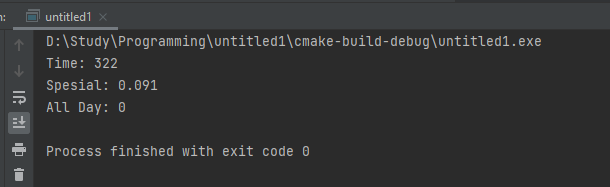 n:
untitled1
D:\Study\Programming\untitled1\cmake-build-debug\untitled1.exe
Time: 322
Spesial: 0.091
All Day: 0
Process finished with exit code 0